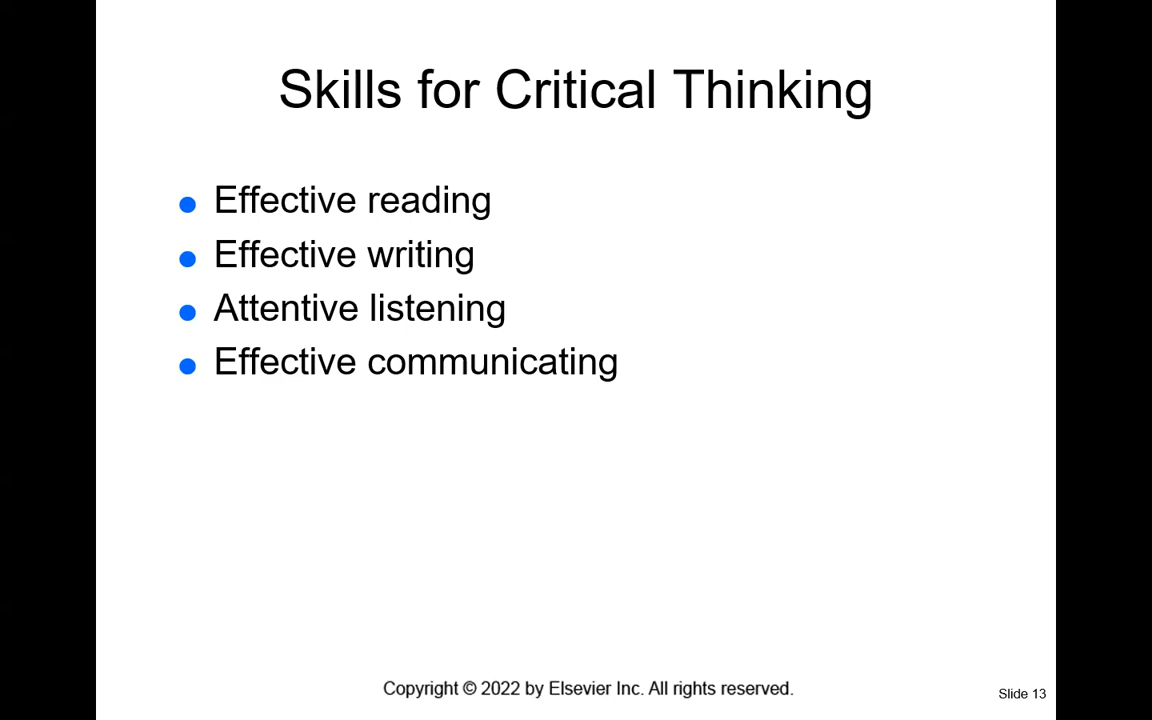 Skills for Critical Thinking
● Effective reading
● Effective writing
● Attentive listening
● Effective communicating
Copyright © 2022 by Elsevier Inc. All rights reserved.
Slide 13